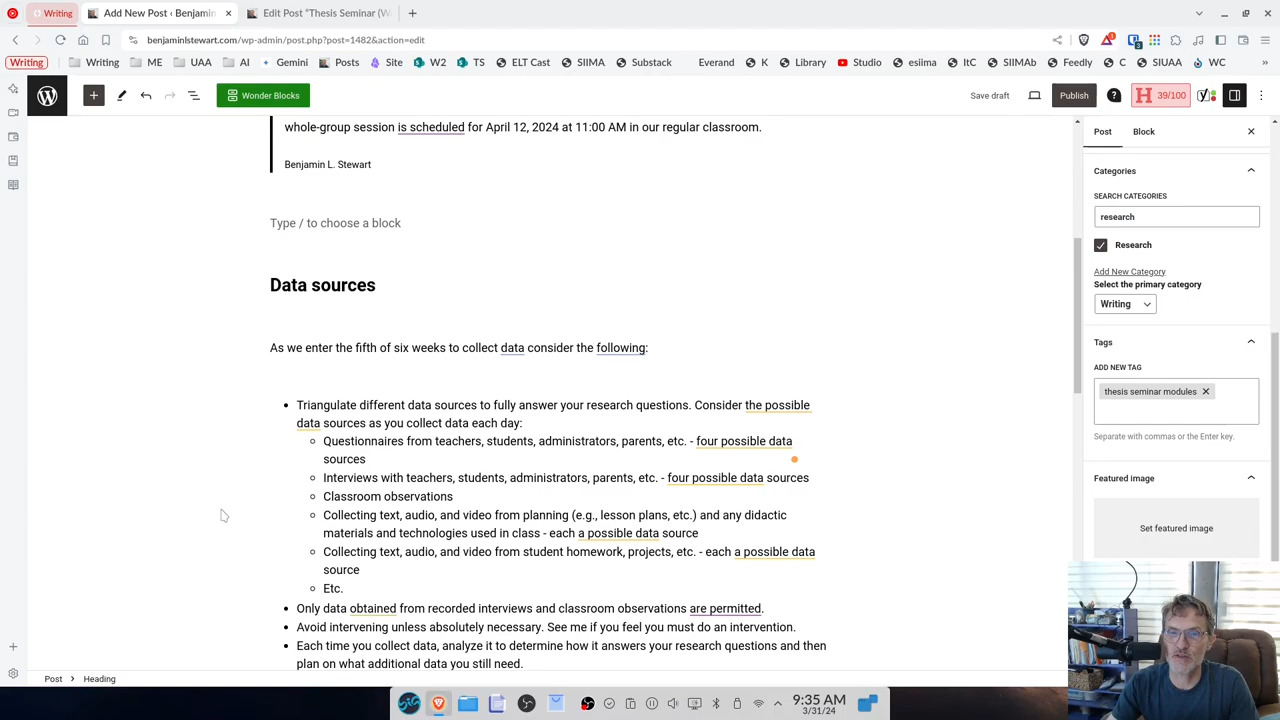 Writing
Add New Post ‹ Benjamin
Edit Post "Thesis Seminar (W
benjaminlstewart.com/wp-admin/post.php?post=1482&action=edit
3
Writing
Writing
ME
UAA
AI
Gemini
Posts
Site
W2
TS
ELT Cast
SIIMA
Substack
Everand
K
Library
Studio
esiima
ItC
SIIMAb
Feedly
C
SIUAA
WC
Wonder Blocks
Save draft
Publish
39/100
whole-group session is scheduled for April 12, 2024 at 11:00 AM in our regular classroom.
Benjamin L. Stewart
Type / to choose a block
Data sources
As we enter the fifth of six weeks to collect data consider the following:
• Triangulate different data sources to fully answer your research questions. Consider the possible
data sources as you collect data each day:
Questionnaires from teachers, students, administrators, parents, etc. - four possible data
sources
Interviews with teachers, students, administrators, parents, etc. - four possible data sources
Classroom observations
Collecting text, audio, and video from planning (e.g., lesson plans, etc.) and any didactic
materials and technologies used in class - each a possible data source
Collecting text, audio, and video from student homework, projects, etc. - each a possible data
source
Etc.
• Only data obtained from recorded interviews and classroom observations are permitted.
• Avoid intervening unless absolutely necessary. See me if you feel you must do an intervention.
• Each time you collect data, analyze it to determine how it answers your research questions and then
plan on what additional data you still need.
Post
Block
Categories
SEARCH CATEGORIES
research
Research
Add New Category
Select the primary category
Writing
Tags
ADD NEW TAG
thesis seminar modules
Separate with commas or the Enter key.
Featured image
Set featured image
Post
Heading
9:35 AM
3/31/24